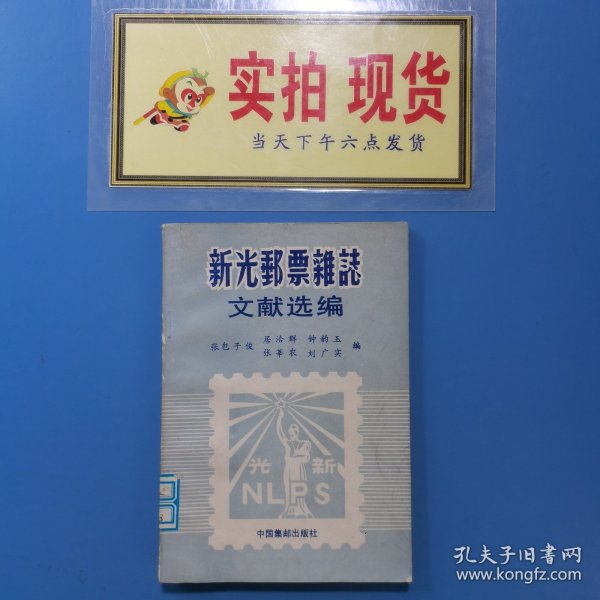 实拍 现货
当天下午六点发货
新光郵票雜誌
文献选编
张包子俊 居洽群 钟韵玉 张莘农 刘广实 编
光 新
NLPS
中国集邮出版社
孔夫子旧书网
www.kongfz.com